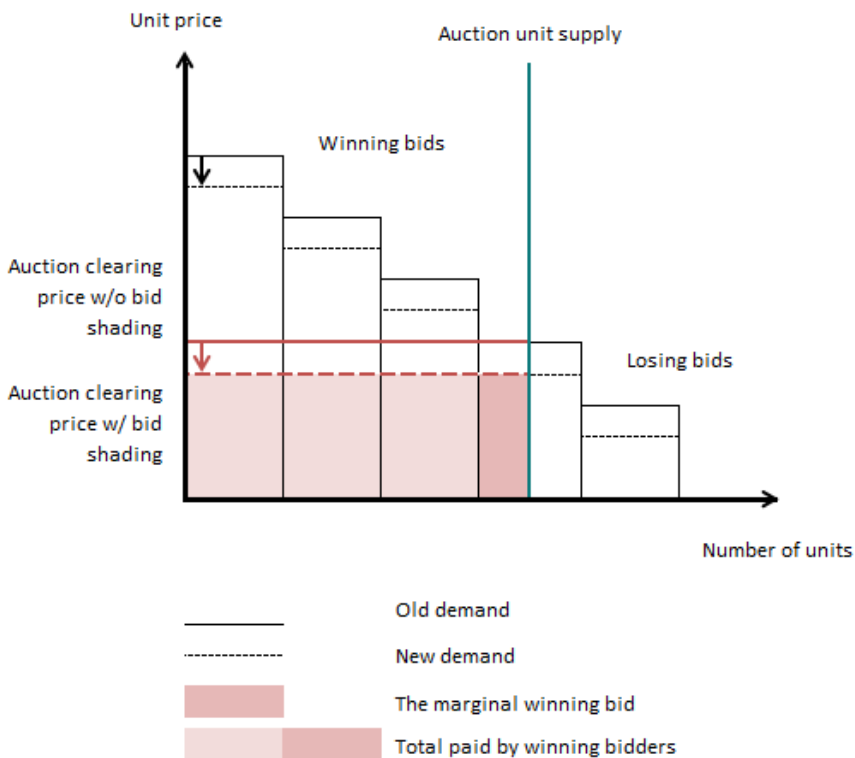 Unit price
Auction unit supply
Winning bids
Auction clearing
price w/o bid
shading
Losing bids
Auction clearing
price w/ bid
shading
Number of units
Old demand
New demand
The marginal winning bid
Total paid by winning bidders